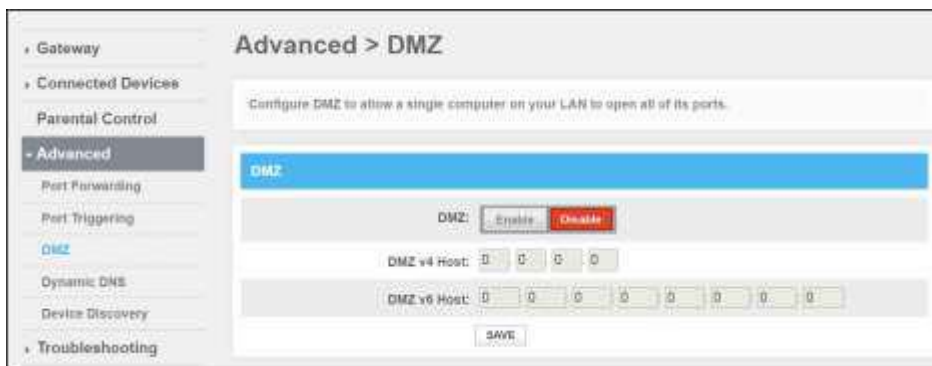 Gateway
Connected Devices
Parental Control
Advanced
Port Forwarding
Port Triggering
DMZ
Dynamic DNS
Device Discovery
Troubleshooting
Advanced > DMZ
Configure DMZ to allow a single computer on your LAN to open all of its ports.
DMZ
DMZ: Enable Disable
DMZ v4 Host: 0 . 0 . 0 . 0
DMZ v6 Host: 0 : 0 : 0 : 0 : 0 : 0 : 0 : 0
SAVE